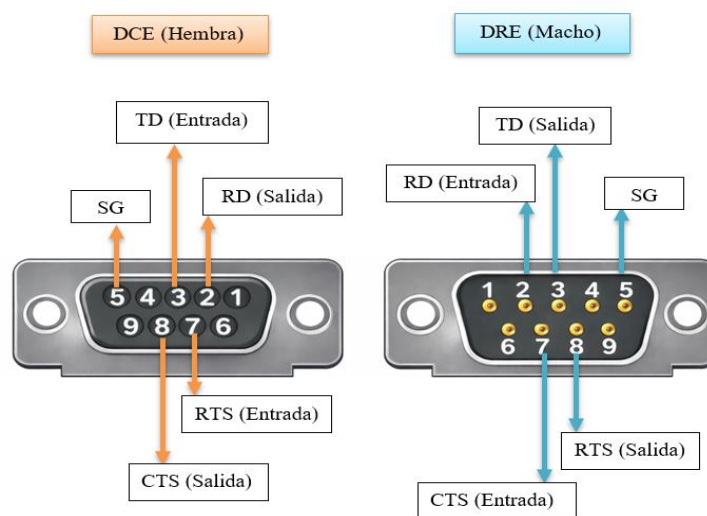 DCE (Hembra)
DRE (Macho)
TD (Entrada)
TD (Salida)
RD (Entrada)
RD (Salida)
SG
SG
5 4 3 2 1
9 8 7 6
1 2 3 4 5
6 7 8 9
RTS (Entrada)
RTS (Salida)
CTS (Salida)
CTS (Entrada)